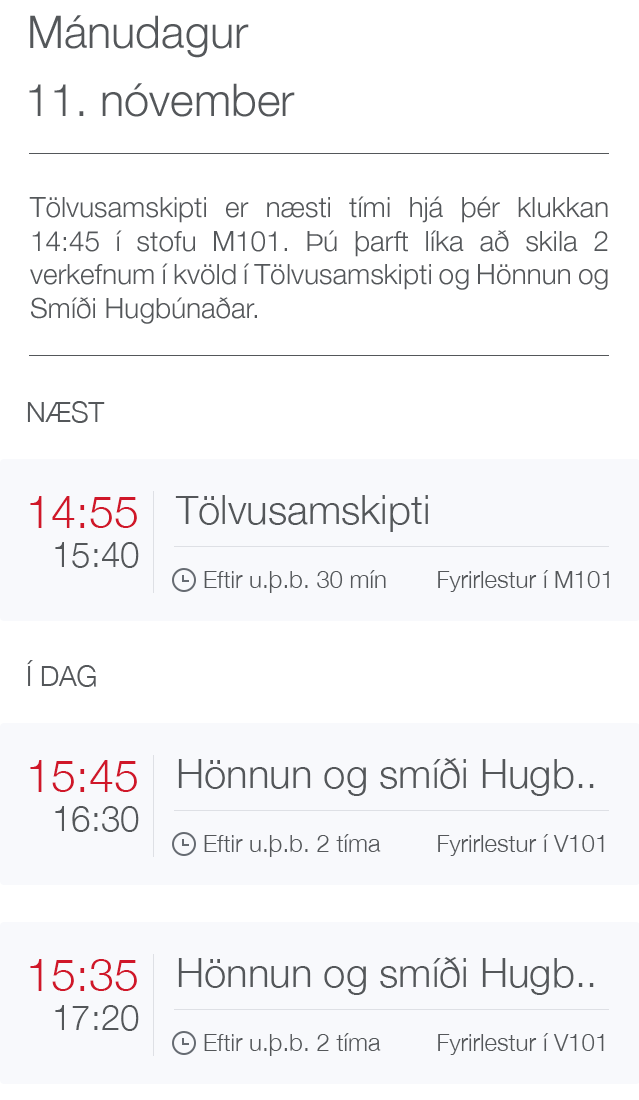 Mánudagur
11. nóvember
Tölvusamskipti er næsti tími hjá þér klukkan
14:45 í stofu M101. Þú þarft líka að skila 2
verkefnum í kvöld í Tölvusamskipti og Hönnun og
Smíði Hugbúnaðar.
NÆST
14:55
15:40
Tölvusamskipti
Eftir u.þ.b. 30 mín
Fyrirlestur í M101
Í DAG
15:45
16:30
Hönnun og smíði Hugb..
Eftir u.þ.b. 2 tíma
Fyrirlestur í V101
15:35
17:20
Hönnun og smíði Hugb..
Eftir u.þ.b. 2 tíma
Fyrirlestur í V101